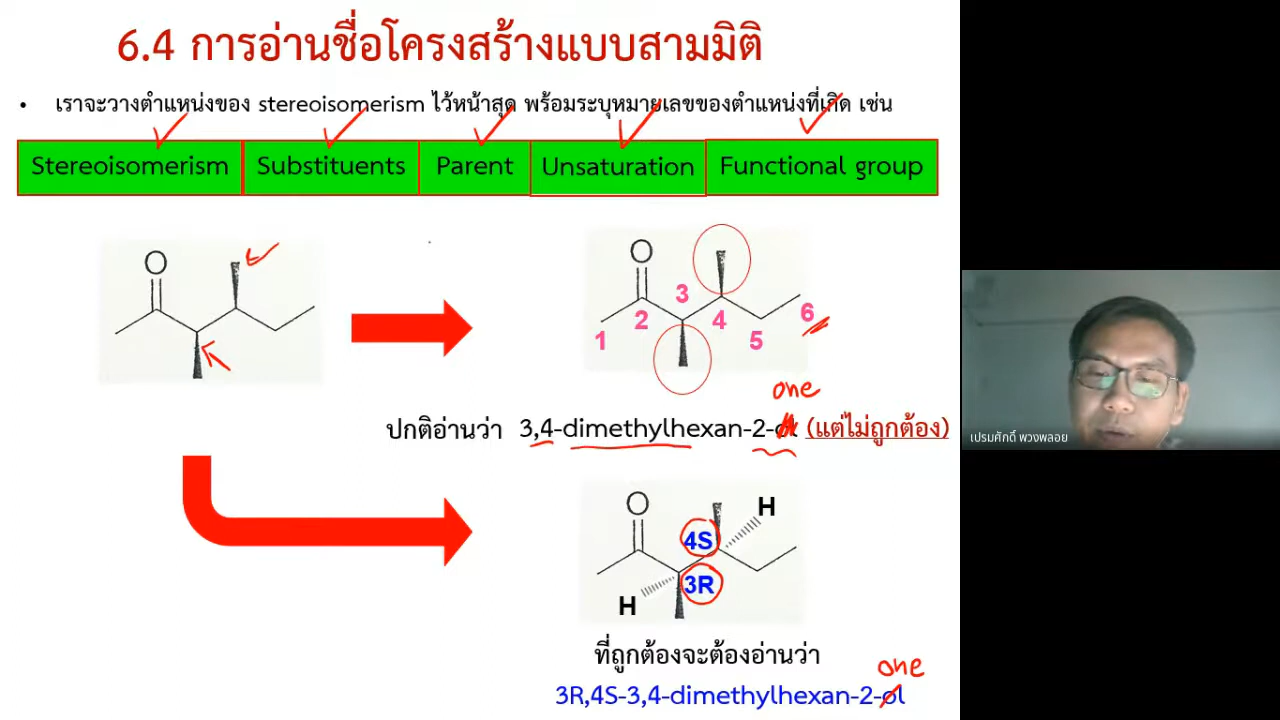 6.4 การอ่านชื่อโครงสร้างแบบสามมิติ
• เราจะวางตำแหน่งของ stereoisomerism ไว้หน้าสุด พร้อมระบุหมายเลขของตำแหน่งที่เกิด เช่น
Stereoisomerism Substituents Parent Unsaturation Functional group
O
O
1 2 3 4 5 6
one
ปกติอ่านว่า 3,4-dimethylhexan-2-ol (แต่ไม่ถูกต้อง)
O
H
4S
3R
H
ที่ถูกต้องจะต้องอ่านว่า
one
3R,4S-3,4-dimethylhexan-2-ol
เปรมศักดิ์ พวงพลอย